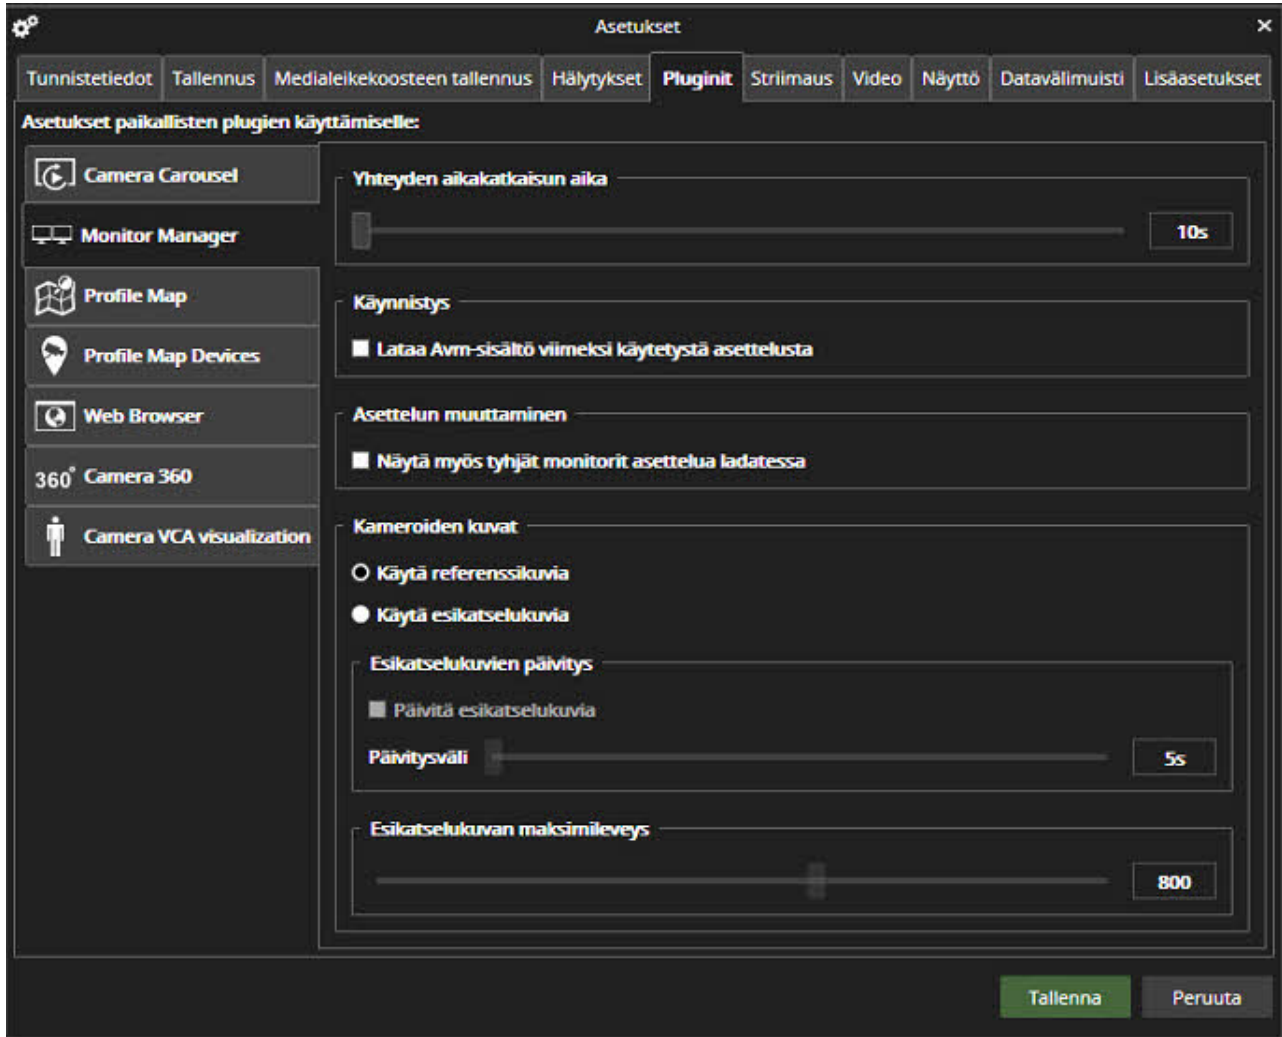 Asetukset
Tunnistetiedot Tallennus Medialeikekoosteen tallennus Hälytykset Pluginit Striimaus Video Näyttö Datavälimuisti Lisäasetukset
Asetukset paikallisten plugien käyttämiselle:
Camera Carousel
Monitor Manager
Profile Map
Profile Map Devices
Web Browser
360° Camera 360
Camera VCA visualization
Yhteyden aikakatkaisun aika
10s
Käynnistys
Lataa Avm-sisältö viimeksi käytetystä asettelusta
Asettelun muuttaminen
Näytä myös tyhjät monitorit asettelua ladatessa
Kameroiden kuvat
Käytä referenssikuvia
Käytä esikatselukuvia
Esikatselukuvien päivitys
Päivitä esikatselukuvia
Päivitysväli 5s
Esikatselukuvan maksimileveys
800
Tallenna Peruuta